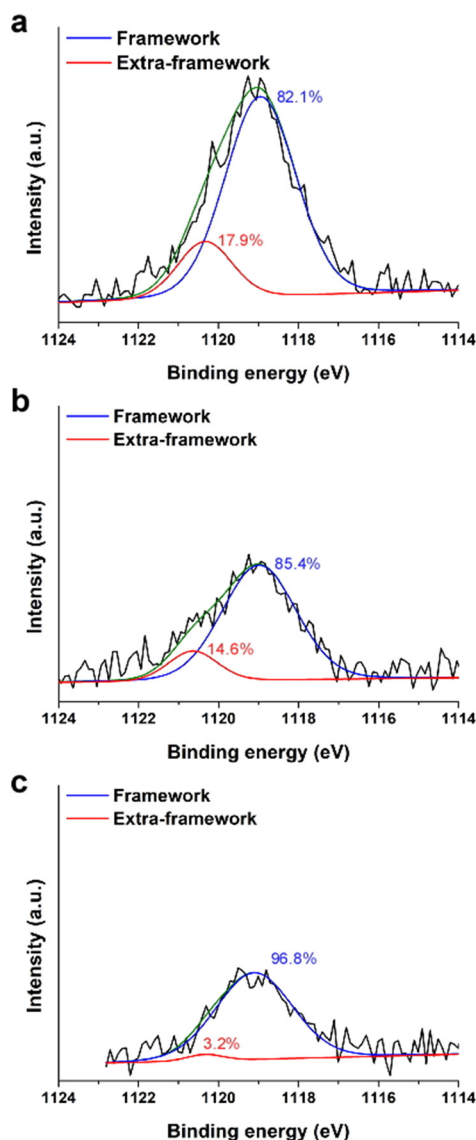 a
Framework
Extra-framework
82.1%
17.9%
Intensity (a.u.)
1124 1122 1120 1118 1116 1114
Binding energy (eV)
b
Framework
Extra-framework
85.4%
14.6%
Intensity (a.u.)
1124 1122 1120 1118 1116 1114
Binding energy (eV)
c
Framework
Extra-framework
96.8%
3.2%
Intensity (a.u.)
1124 1122 1120 1118 1116 1114
Binding energy (eV)